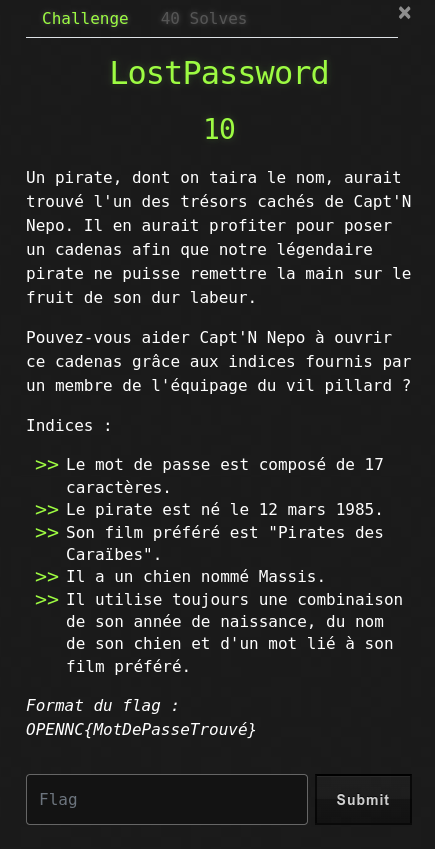 Challenge 40 Solves ×
LostPassword
10
Un pirate, dont on taira le nom, aurait
trouvé l'un des trésors cachés de Capt'N
Nepo. Il en aurait profiter pour poser
un cadenas afin que notre légendaire
pirate ne puisse remettre la main sur le
fruit de son dur labeur.
Pouvez-vous aider Capt'N Nepo à ouvrir
ce cadenas grâce aux indices fournis par
un membre de l'équipage du vil pillard ?
Indices :
>> Le mot de passe est composé de 17
caractères.
>> Le pirate est né le 12 mars 1985.
>> Son film préféré est "Pirates des
Caraïbes".
>> Il a un chien nommé Massis.
>> Il utilise toujours une combinaison
de son année de naissance, du nom
de son chien et d'un mot lié à son
film préféré.
Format du flag :
OPENNC{MotDePasseTrouvé}
Flag Submit